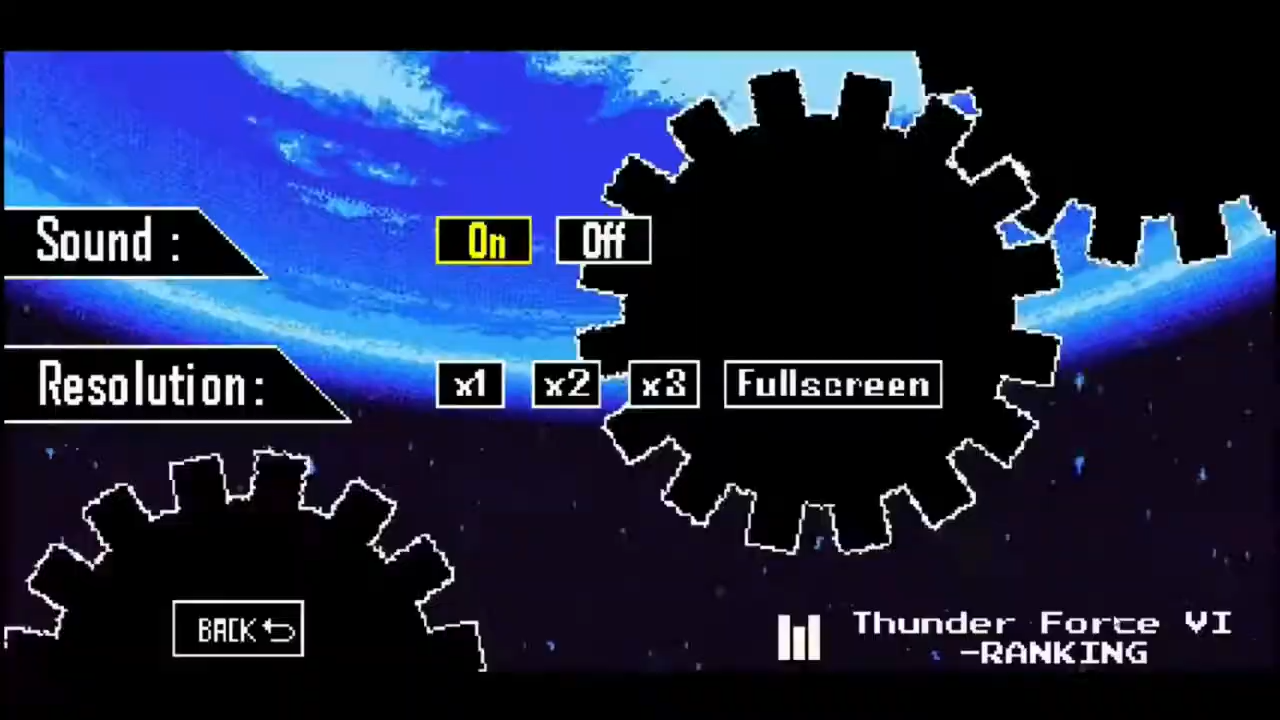 Sound : On Off
Resolution: x1 x2 x3 Fullscreen
BACK
Thunder Force VI
-RANKING